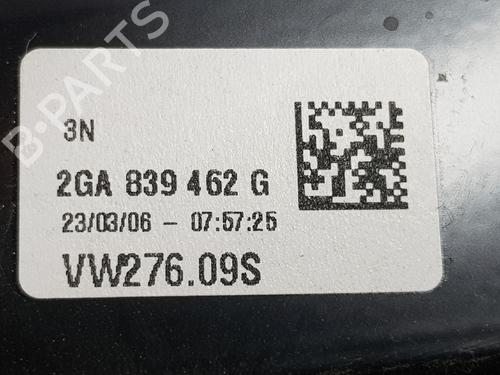 B-PARTS
3N
2GA 839 462 G
23/03/06 - 07:57:25
VW276.09S